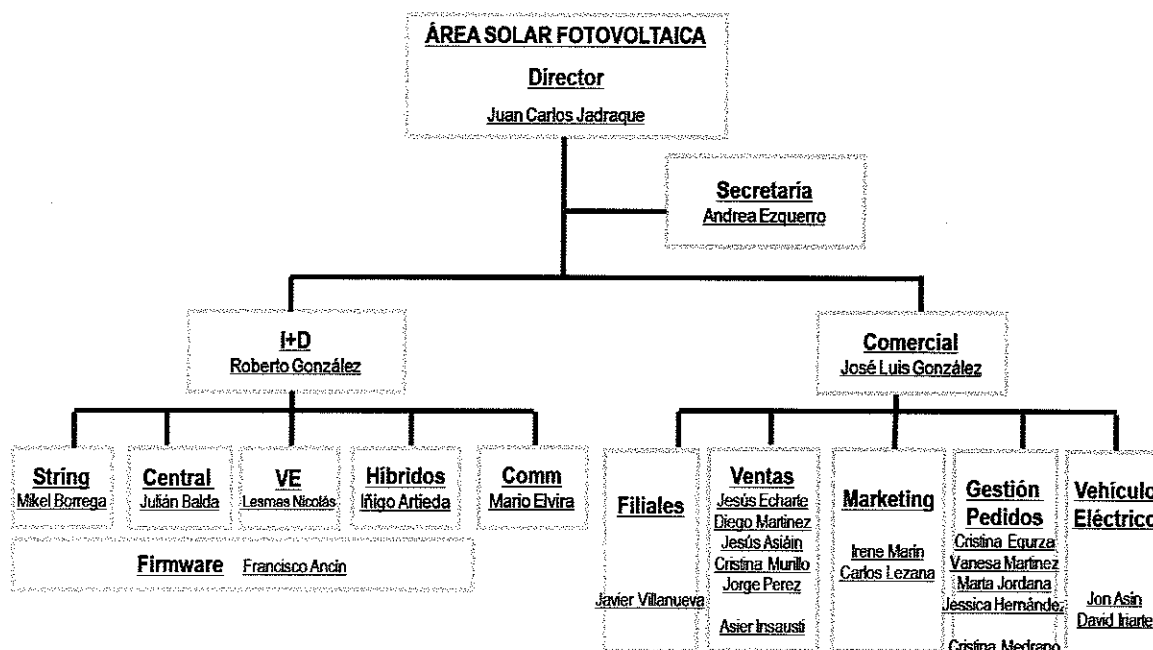 ÁREA SOLAR FOTOVOLTAICA
Director
Juan Carlos Jadraque
Secretaría
Andrea Ezquerro
I+D
Roberto González
Comercial
José Luis González
String
Mikel Borrega
Central
Julián Balda
VE
Lesmes Nicolás
Híbridos
Iñigo Artieda
Comm
Mario Elvira
Firmware Francisco Ancin
Filiales
Javier Villanueva
Ventas
Jesús Echarte
Diego Martinez
Jesús Asiáin
Cristina Murillo
Jorge Perez
Asier Insausti
Marketing
Irene Marin
Carlos Lezana
Gestión
Pedidos
Cristina Egurza
Vanesa Martinez
Marta Jordana
Jessica Hernández
Cristina Medrano
Vehículo
Eléctrico
Jon Asin
David Iriarte